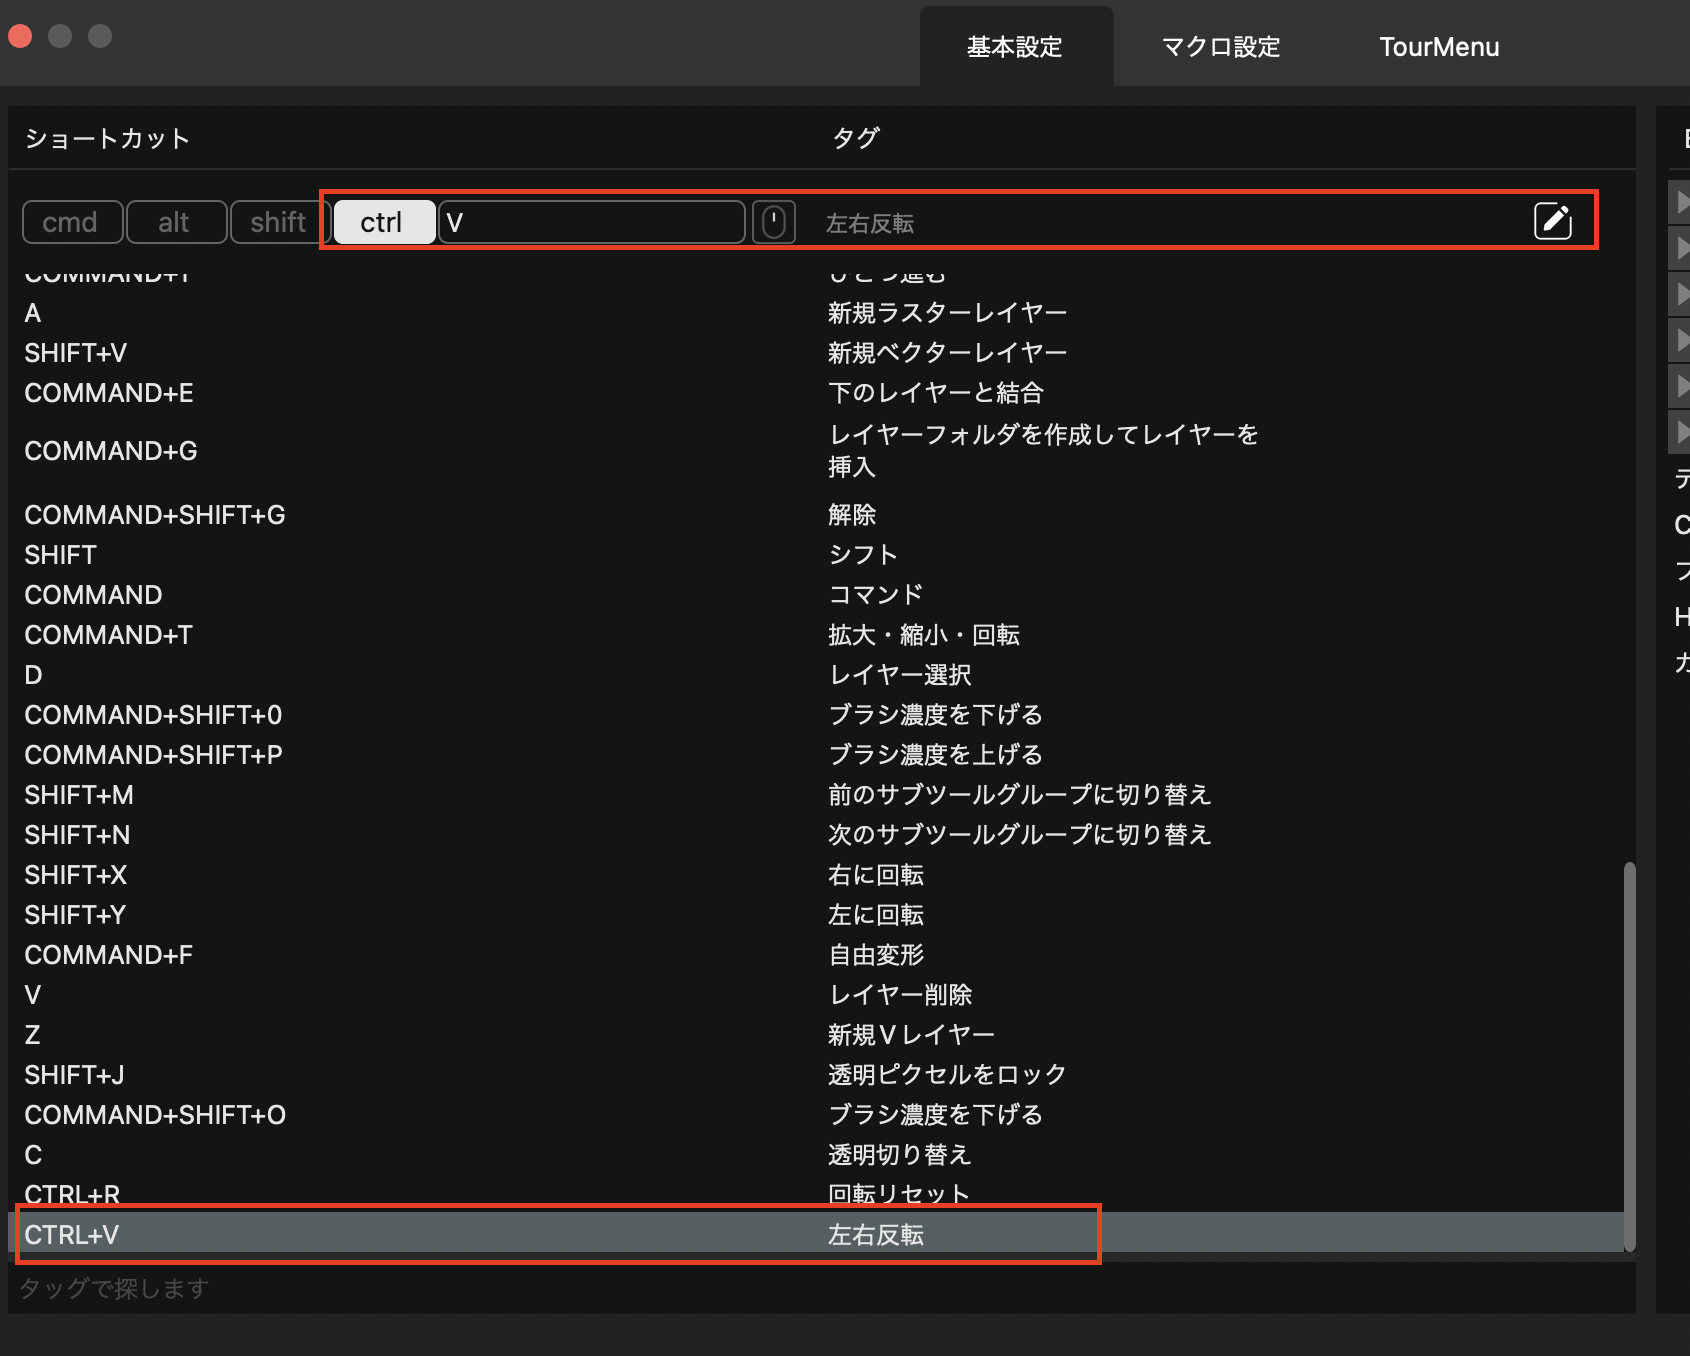 基本設定 マクロ設定 TourMenu
ショートカット タグ
cmd alt shift ctrl V 左右反転
COMMAND+Y ひとつ進む
A 新規ラスターレイヤー
SHIFT+V 新規ベクターレイヤー
COMMAND+E 下のレイヤーと結合
COMMAND+G レイヤーフォルダを作成してレイヤーを
挿入
COMMAND+SHIFT+G 解除
SHIFT シフト
COMMAND コマンド
COMMAND+T 拡大・縮小・回転
D レイヤー選択
COMMAND+SHIFT+0 ブラシ濃度を下げる
COMMAND+SHIFT+P ブラシ濃度を上げる
SHIFT+M 前のサブツールグループに切り替え
SHIFT+N 次のサブツールグループに切り替え
SHIFT+X 右に回転
SHIFT+Y 左に回転
COMMAND+F 自由変形
V レイヤー削除
Z 新規Vレイヤー
SHIFT+J 透明ピクセルをロック
COMMAND+SHIFT+O ブラシ濃度を下げる
C 透明切り替え
CTRL+R 回転リセット
CTRL+V 左右反転
タッグで探します